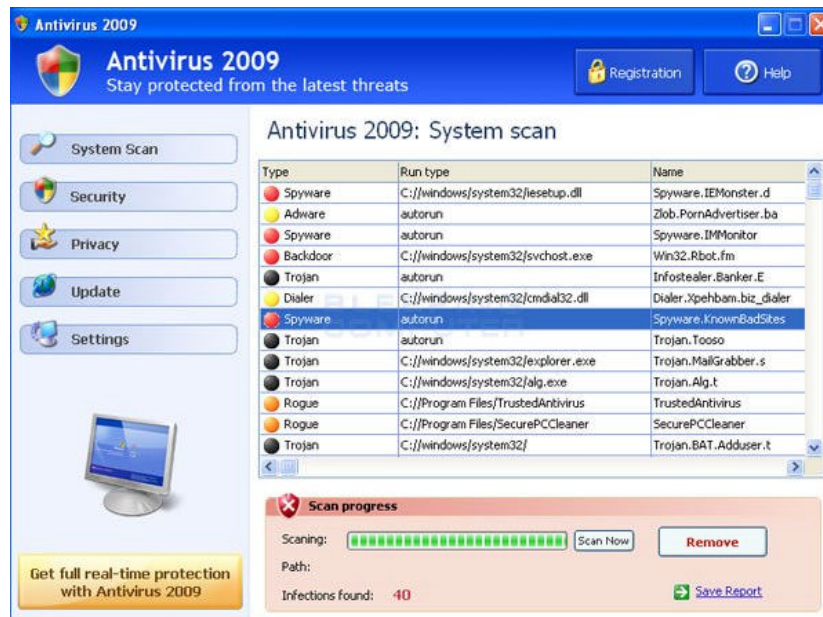 Antivirus 2009
Antivirus 2009
Stay protected from the latest threats
Registration
Help
System Scan
Security
Privacy
Update
Settings
Get full real-time protection
with Antivirus 2009
Antivirus 2009: System scan
Type Run type Name
Spyware C://windows/system32/iesetup.dll Spyware.IEMonster.d
Adware autorun Zlob.PornAdvertiser.ba
Spyware autorun Spyware.IMMonitor
Backdoor C://windows/system32/svchost.exe Win32.Rbot.fm
Trojan autorun Infostealer.Banker.E
Dialer C://windows/system32/cmdial32.dll Dialer.Xpehbam.biz_dialer
Spyware autorun Spyware.KnownBadSites
Trojan autorun Trojan.Tooso
Trojan C://windows/system32/explorer.exe Trojan.MailGrabber.s
Trojan C://windows/system32/alg.exe Trojan.Alg.t
Rogue C://Program Files/TrustedAntivirus TrustedAntivirus
Rogue C://Program Files/SecurePCCleaner SecurePCCleaner
Trojan C://windows/system32/ Trojan.BAT.Adduser.t
Scan progress
Scaning: Scan Now Remove
Path:
Infections found: 40 Save Report